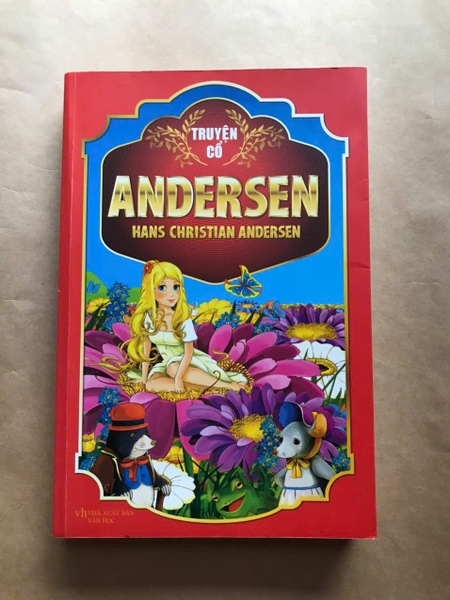 TRUYỆN
CỔ
ANDERSEN
HANS CHRISTIAN ANDERSEN
NHÀ XUẤT BẢN
VĂN HỌC